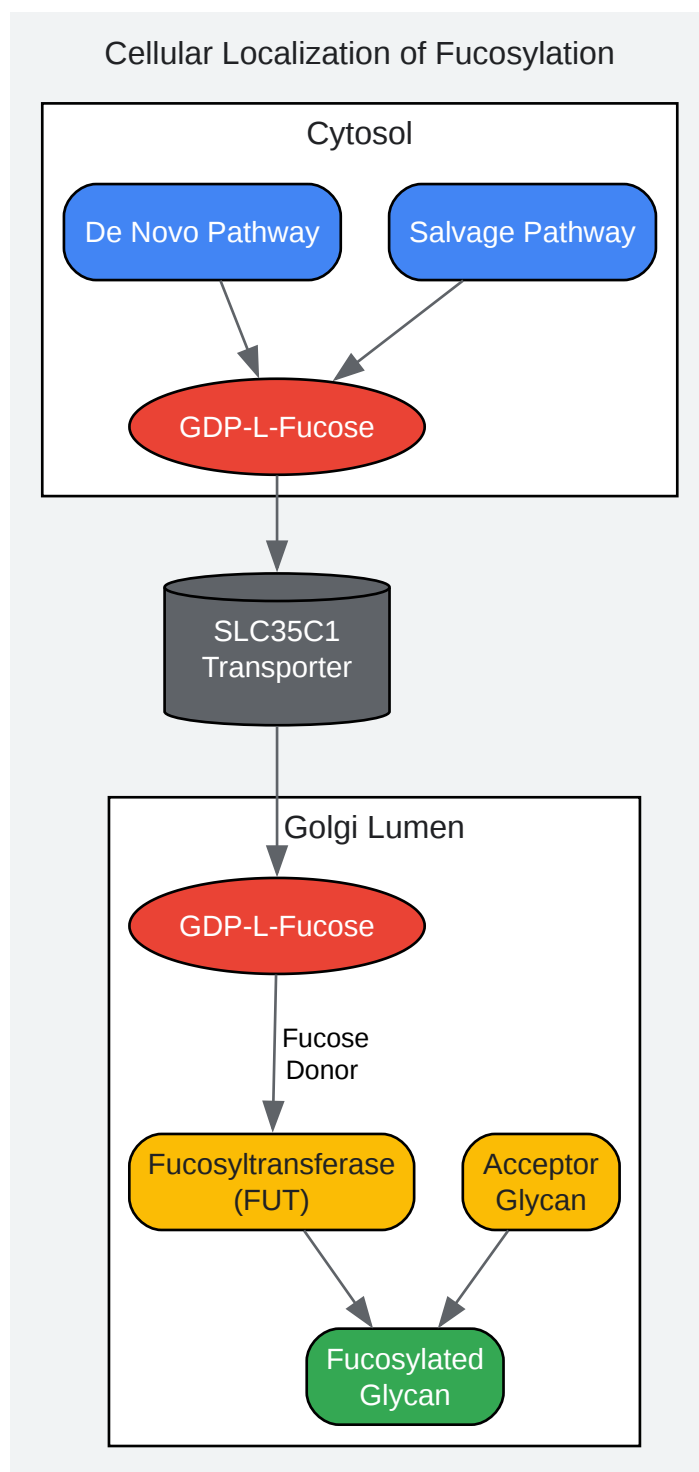 Cellular Localization of Fucosylation
Cytosol
De Novo Pathway
Salvage Pathway
GDP-L-Fucose
SLC35C1
Transporter
Golgi Lumen
GDP-L-Fucose
Fucose
Donor
Fucosyltransferase
(FUT)
Acceptor
Glycan
Fucosylated
Glycan